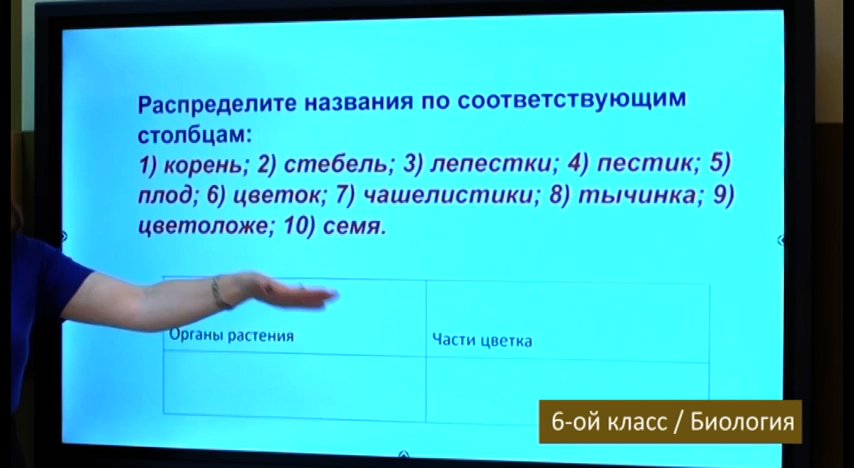 Распределите названия по соответствующим
столбцам:
1) корень; 2) стебель; 3) лепестки; 4) пестик; 5)
плод; 6) цветок; 7) чашелистики; 8) тычинка; 9)
цветоложе; 10) семя.
Органы растения
Части цветка
6-ой класс / Биология